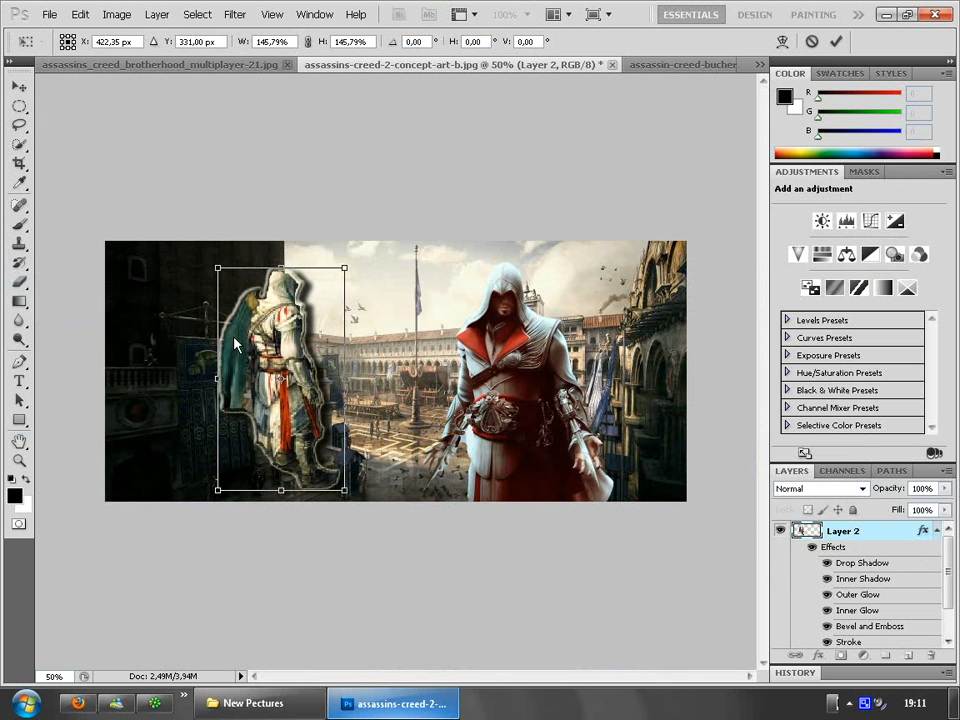 Ps File Edit Image Layer Select Filter View Window Help Br Mb 100% ESSENTIALS DESIGN PAINTING
X: 422,35 px Y: 331,00 px W: 145,79% H: 145,79% 0,00 ° H: 0,00 ° V: 0,00 °
assassins_creed_brotherhood_multiplayer-21.jpg assassins-creed-2-concept-art-b.jpg @ 50% (Layer 2, RGB/8) * assassin-creed-bucher
COLOR SWATCHES STYLES
R 0
G 0
B 0
ADJUSTMENTS MASKS
Add an adjustment
Levels Presets
Curves Presets
Exposure Presets
Hue/Saturation Presets
Black & White Presets
Channel Mixer Presets
Selective Color Presets
LAYERS CHANNELS PATHS
Normal Opacity: 100%
Lock: Fill: 100%
Layer 2 fx
Effects
Drop Shadow
Inner Shadow
Outer Glow
Inner Glow
Bevel and Emboss
Stroke
HISTORY
50% Doc: 2,49M/3,94M
New Pectures assassins-creed-2-... 19:11